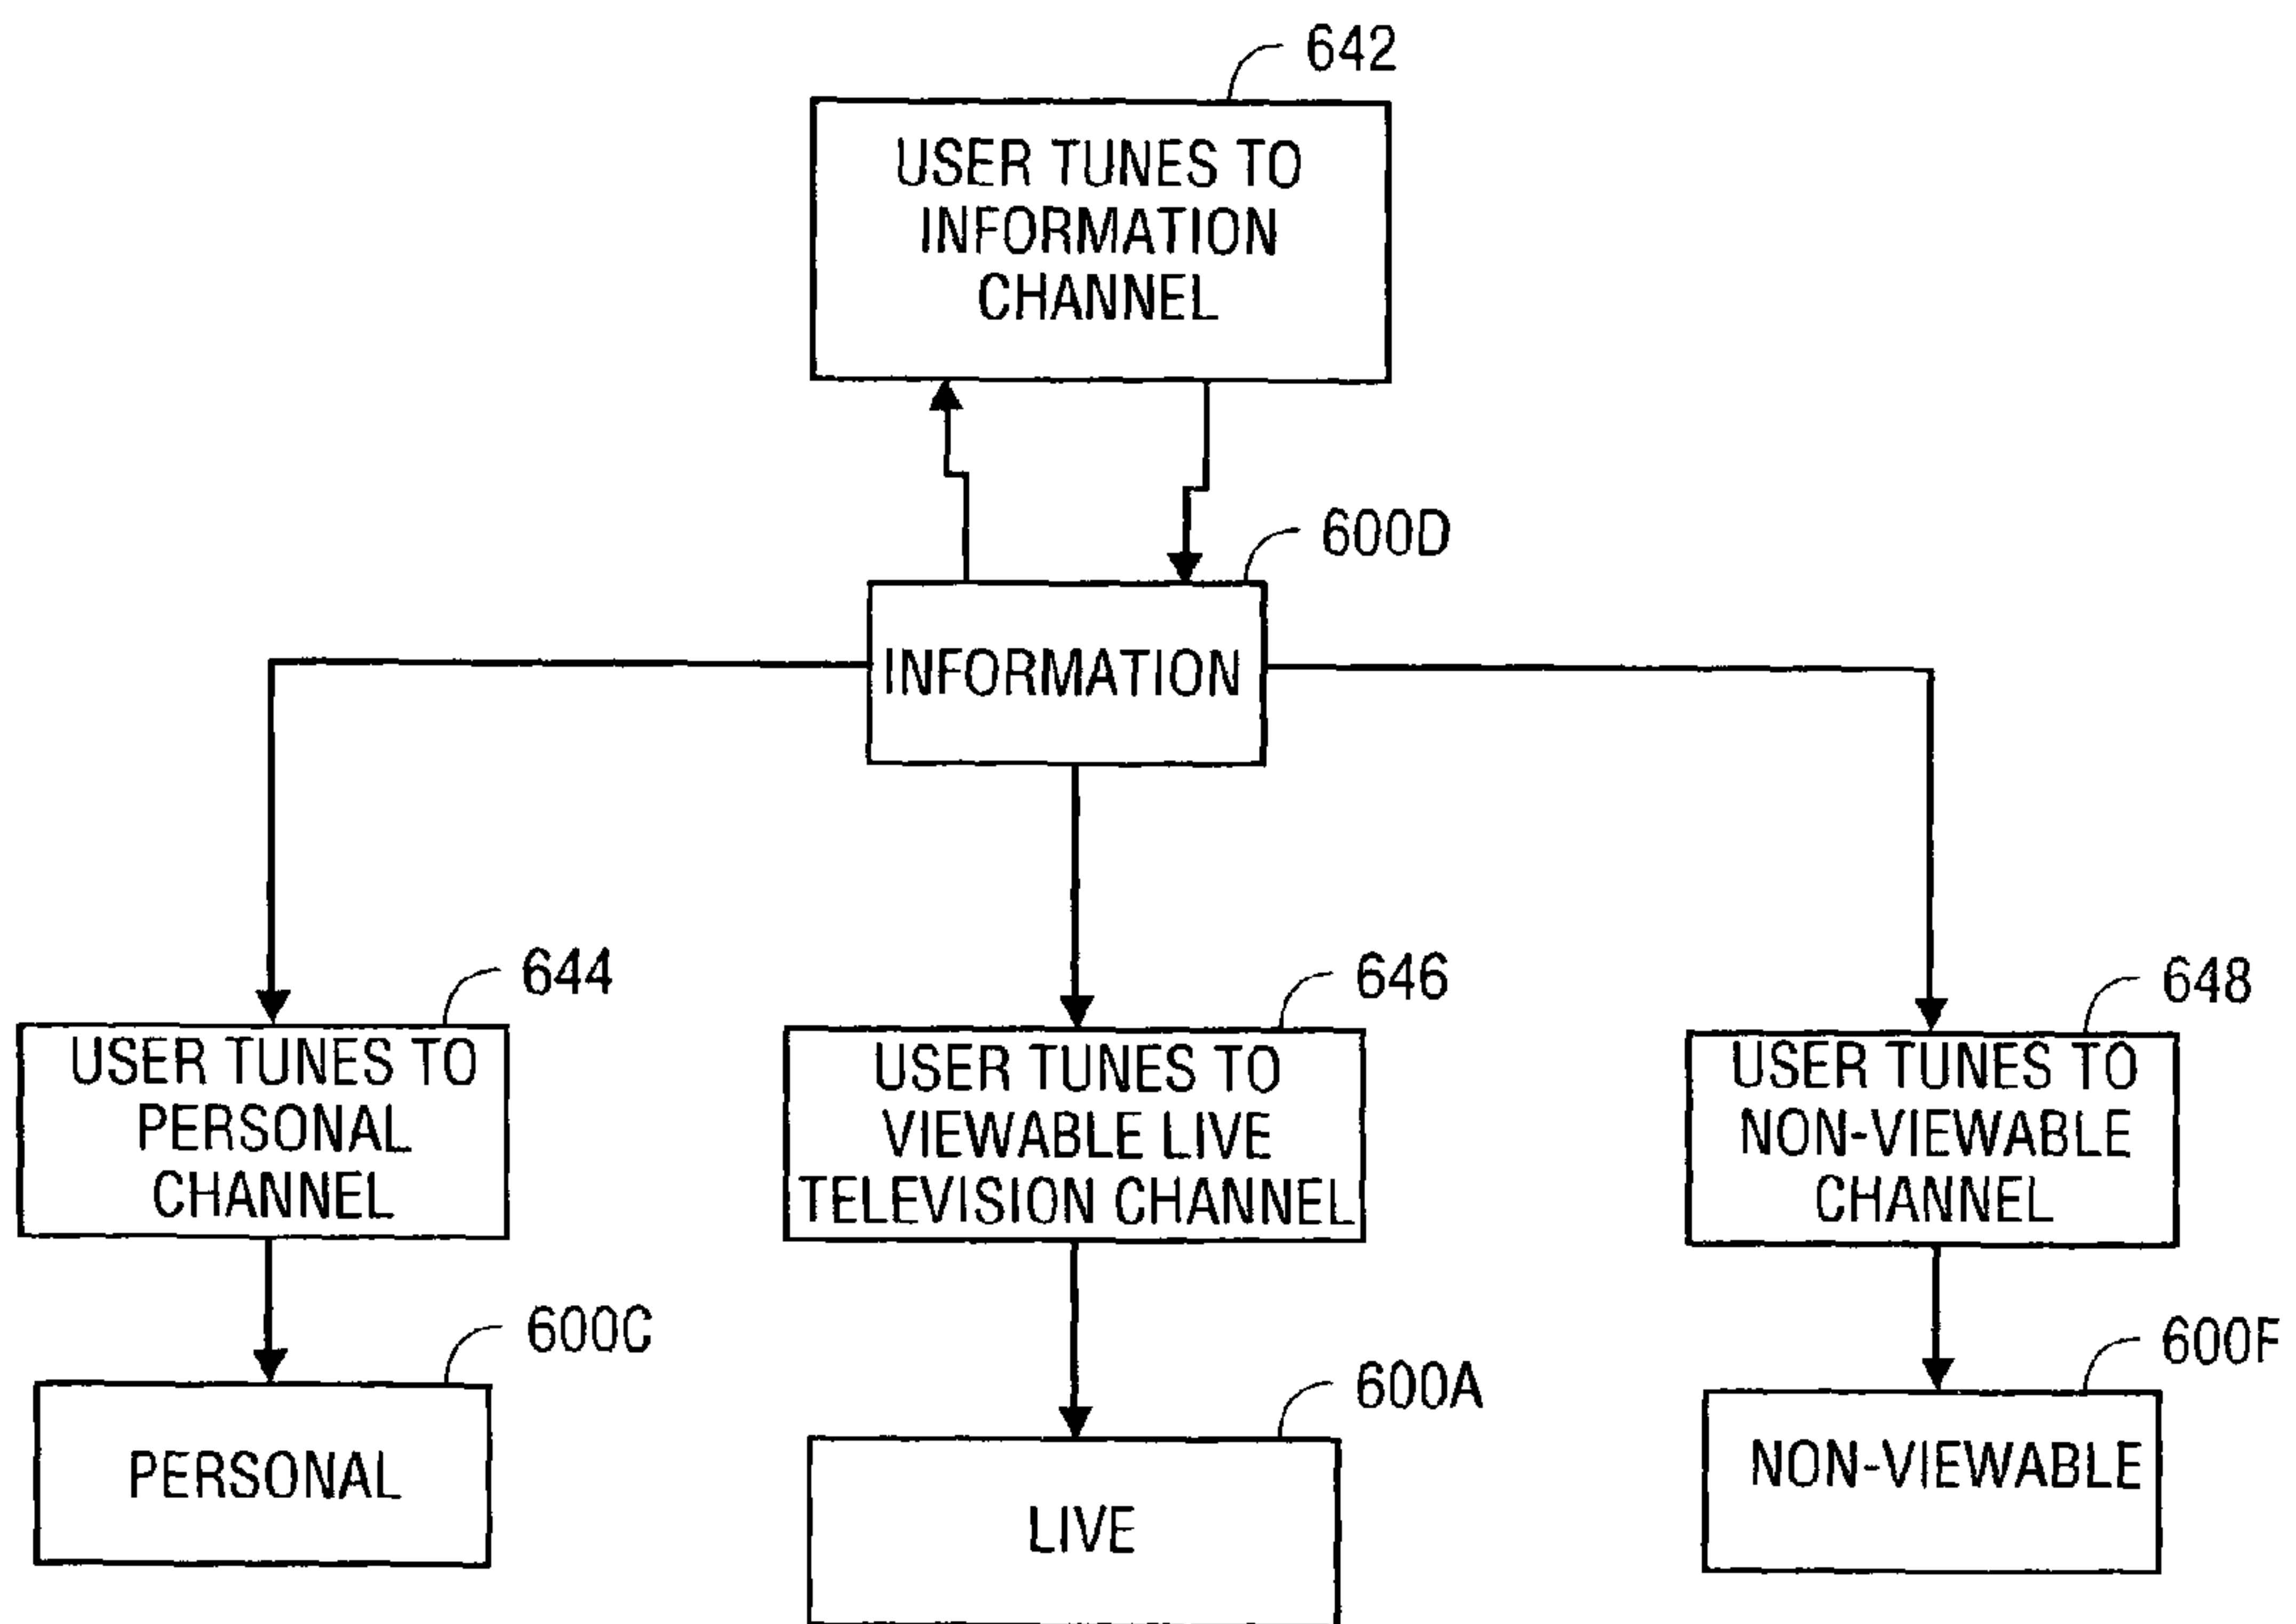 642
USER TUNES TO
INFORMATION
CHANNEL
600D
INFORMATION
644
USER TUNES TO
PERSONAL
CHANNEL
646
USER TUNES TO
VIEWABLE LIVE
TELEVISION CHANNEL
648
USER TUNES TO
NON-VIEWABLE
CHANNEL
600C
PERSONAL
600A
LIVE
600F
NON-VIEWABLE